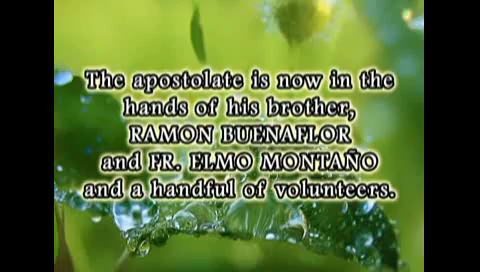 The apostolate is now in the
hands of his brother,
RAMON BUENAFLOR
and FR. ELMO MONTAÑO
and a handful of volunteers.